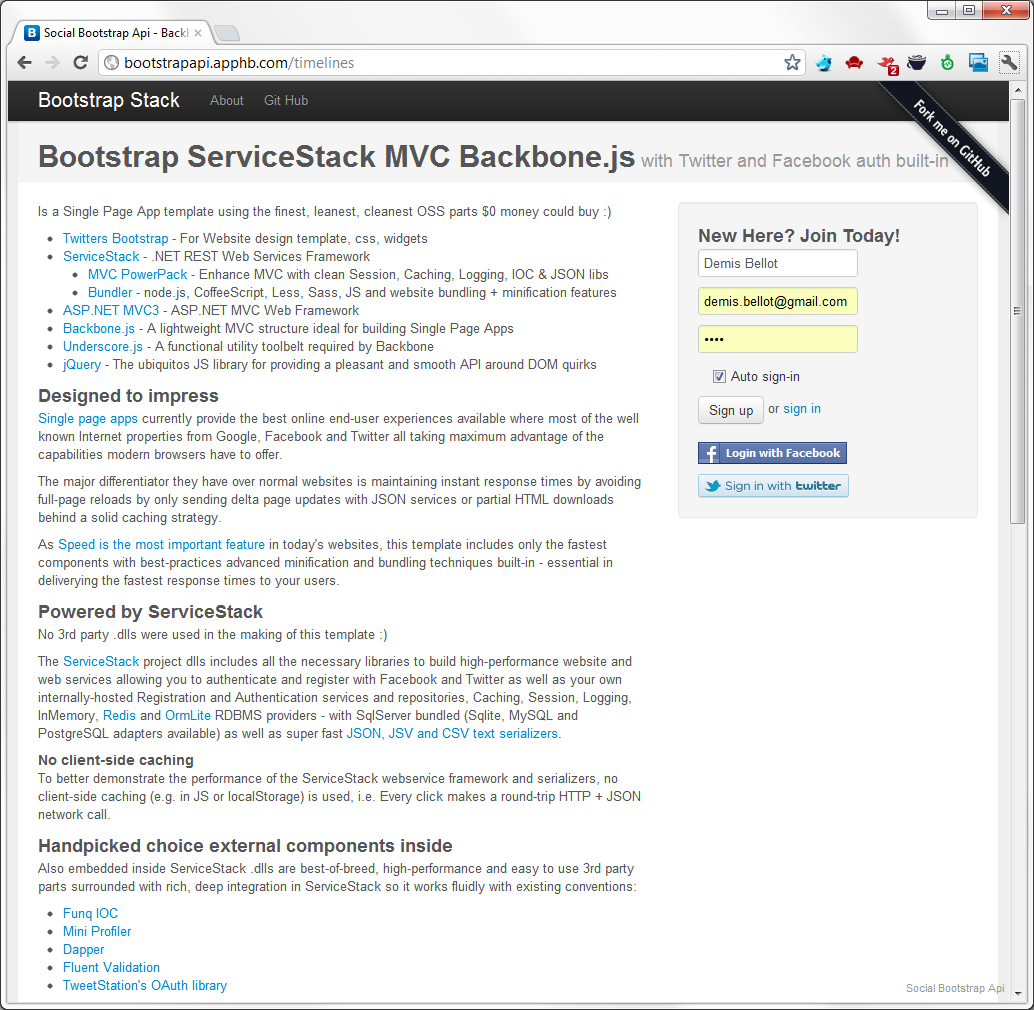 Social Bootstrap Api - Back
bootstrapapi.apphb.com/timelines
2
Bootstrap Stack
About
Git Hub
Fork me on GitHub
Bootstrap ServiceStack MVC Backbone.js with Twitter and Facebook auth built-in
Is a Single Page App template using the finest, leanest, cleanest OSS parts $0 money could buy :)
Twitters Bootstrap - For Website design template, css, widgets
ServiceStack - .NET REST Web Services Framework
MVC PowerPack - Enhance MVC with clean Session, Caching, Logging, IOC & JSON libs
Bundler - node.js, CoffeeScript, Less, Sass, JS and website bundling + minification features
ASP.NET MVC3 - ASP.NET MVC Web Framework
Backbone.js - A lightweight MVC structure ideal for building Single Page Apps
Underscore.js - A functional utility toolbelt required by Backbone
jQuery - The ubiquitos JS library for providing a pleasant and smooth API around DOM quirks
Designed to impress
Single page apps currently provide the best online end-user experiences available where most of the well
known Internet properties from Google, Facebook and Twitter all taking maximum advantage of the
capabilities modern browsers have to offer.
The major differentiator they have over normal websites is maintaining instant response times by avoiding
full-page reloads by only sending delta page updates with JSON services or partial HTML downloads
behind a solid caching strategy.
As Speed is the most important feature in today's websites, this template includes only the fastest
components with best-practices advanced minification and bundling techniques built-in - essential in
deliverying the fastest response times to your users.
Powered by ServiceStack
No 3rd party .dlls were used in the making of this template :)
The ServiceStack project dlls includes all the necessary libraries to build high-performance website and
web services allowing you to authenticate and register with Facebook and Twitter as well as your own
internally-hosted Registration and Authentication services and repositories, Caching, Session, Logging,
InMemory, Redis and OrmLite RDBMS providers - with SqlServer bundled (Sqlite, MySQL and
PostgreSQL adapters available) as well as super fast JSON, JSV and CSV text serializers.
No client-side caching
To better demonstrate the performance of the ServiceStack webservice framework and serializers, no
client-side caching (e.g. in JS or localStorage) is used, i.e. Every click makes a round-trip HTTP + JSON
network call.
Handpicked choice external components inside
Also embedded inside ServiceStack .dlls are best-of-breed, high-performance and easy to use 3rd party
parts surrounded with rich, deep integration in ServiceStack so it works fluidly with existing conventions:
Funq IOC
Mini Profiler
Dapper
Fluent Validation
TweetStation's OAuth library
New Here? Join Today!
Demis Bellot
demis.bellot@gmail.com
••••
Auto sign-in
Sign up or sign in
f Login with Facebook
Sign in with twitter
Social Bootstrap Api